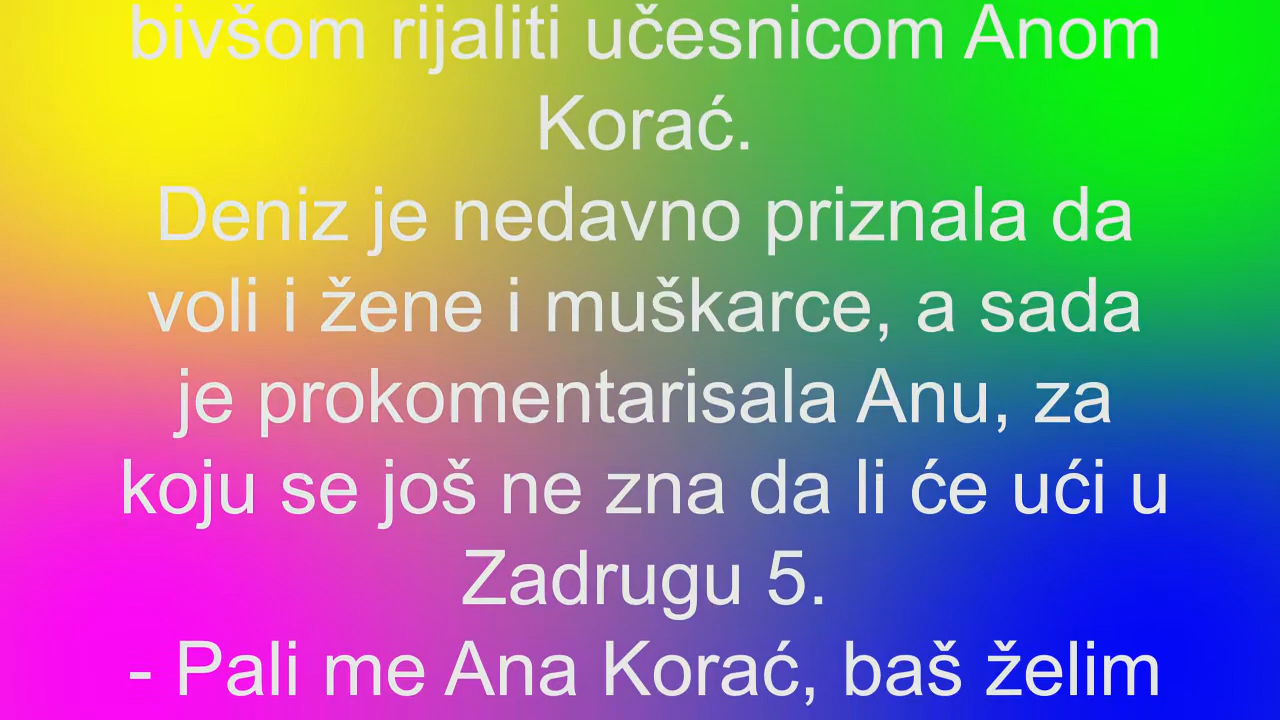 bivšom rijaliti učesnicom Anom
Korać.
Deniz je nedavno priznala da
voli i žene i muškarce, a sada
je prokomentarisala Anu, za
koju se još ne zna da li će ući u
Zadrugu 5.
- Pali me Ana Korać, baš želim